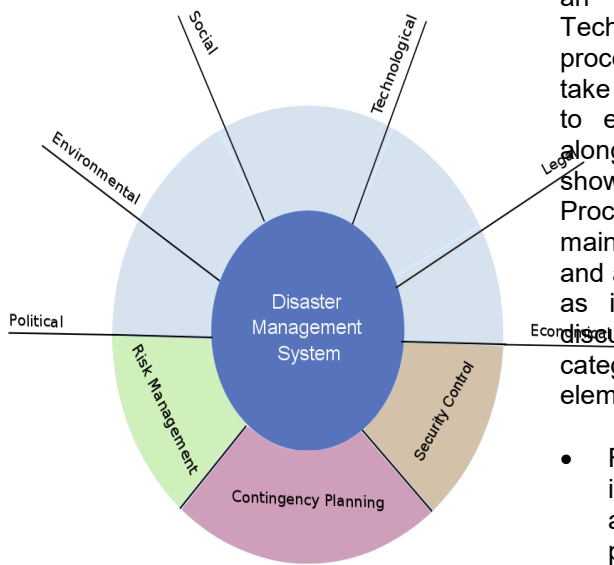 Social
Technological
Environmental
Legal
Political
Economical
Disaster
Management
System
Risk Management
Security Control
Contingency Planning
an
Tech
proce
take
to e
along
show
Proc
main
and a
as i
discu
categ
elem
•
i
a
p